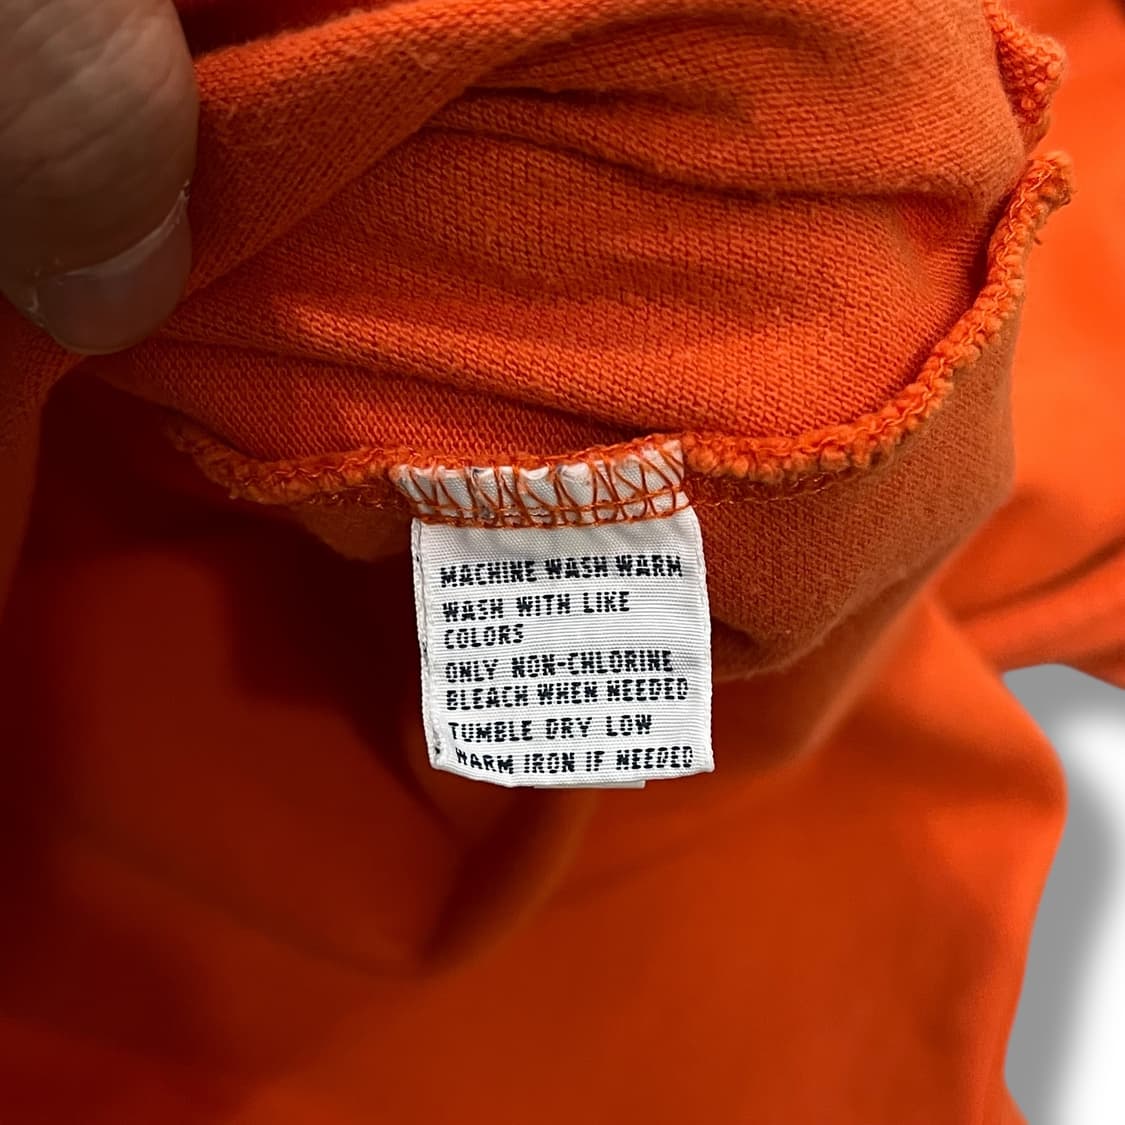 MACHINE WASH WARM
WASH WITH LIKE
COLORS
ONLY NON-CHLORINE
BLEACH WHEN NEEDED
TUMBLE DRY LOW
WARM IRON IF NEEDED